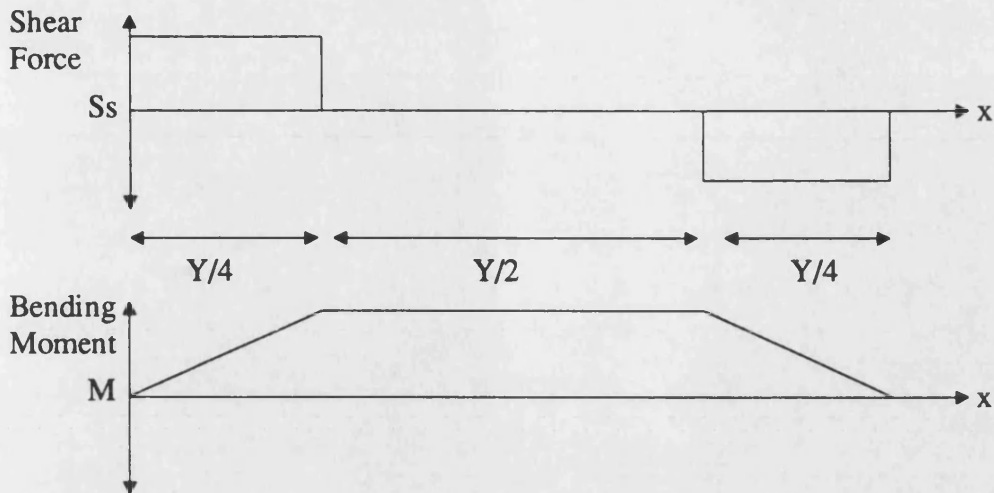 Shear
Force
Ss
x
Y/4
Y/2
Y/4
Bending
Moment
M
x